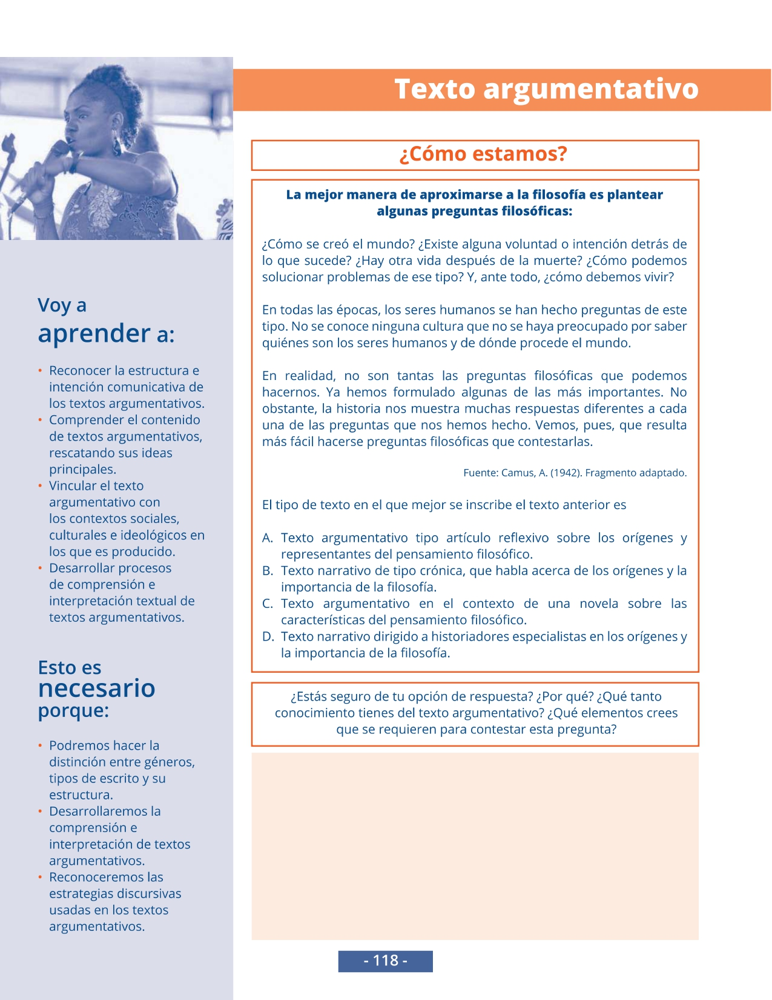 Texto argumentativo
¿Cómo estamos?
La mejor manera de aproximarse a la filosofía es plantear
algunas preguntas filosóficas:
¿Cómo se creó el mundo? ¿Existe alguna voluntad o intención detrás de
lo que sucede? ¿Hay otra vida después de la muerte? ¿Cómo podemos
solucionar problemas de ese tipo? Y, ante todo, ¿cómo debemos vivir?
En todas las épocas, los seres humanos se han hecho preguntas de este
tipo. No se conoce ninguna cultura que no se haya preocupado por saber
quiénes son los seres humanos y de dónde procede el mundo.
En realidad, no son tantas las preguntas filosóficas que podemos
hacernos. Ya hemos formulado algunas de las más importantes. No
obstante, la historia nos muestra muchas respuestas diferentes a cada
una de las preguntas que nos hemos hecho. Vemos, pues, que resulta
más fácil hacerse preguntas filosóficas que contestarlas.
Fuente: Camus, A. (1942). Fragmento adaptado.
El tipo de texto en el que mejor se inscribe el texto anterior es
A. Texto argumentativo tipo artículo reflexivo sobre los orígenes y
representantes del pensamiento filosófico.
B. Texto narrativo de tipo crónica, que habla acerca de los orígenes y la
importancia de la filosofía.
C. Texto argumentativo en el contexto de una novela sobre las
características del pensamiento filosófico.
D. Texto narrativo dirigido a historiadores especialistas en los orígenes y
la importancia de la filosofía.
¿Estás seguro de tu opción de respuesta? ¿Por qué? ¿Qué tanto
conocimiento tienes del texto argumentativo? ¿Qué elementos crees
que se requieren para contestar esta pregunta?
Voy a
aprender a:
• Reconocer la estructura e
intención comunicativa de
los textos argumentativos.
• Comprender el contenido
de textos argumentativos,
rescatando sus ideas
principales.
• Vincular el texto
argumentativo con
los contextos sociales,
culturales e ideológicos en
los que es producido.
• Desarrollar procesos
de comprensión e
interpretación textual de
textos argumentativos.
Esto es
necesario
porque:
• Podremos hacer la
distinción entre géneros,
tipos de escrito y su
estructura.
• Desarrollaremos la
comprensión e
interpretación de textos
argumentativos.
• Reconoceremos las
estrategias discursivas
usadas en los textos
argumentativos.
- 118 -